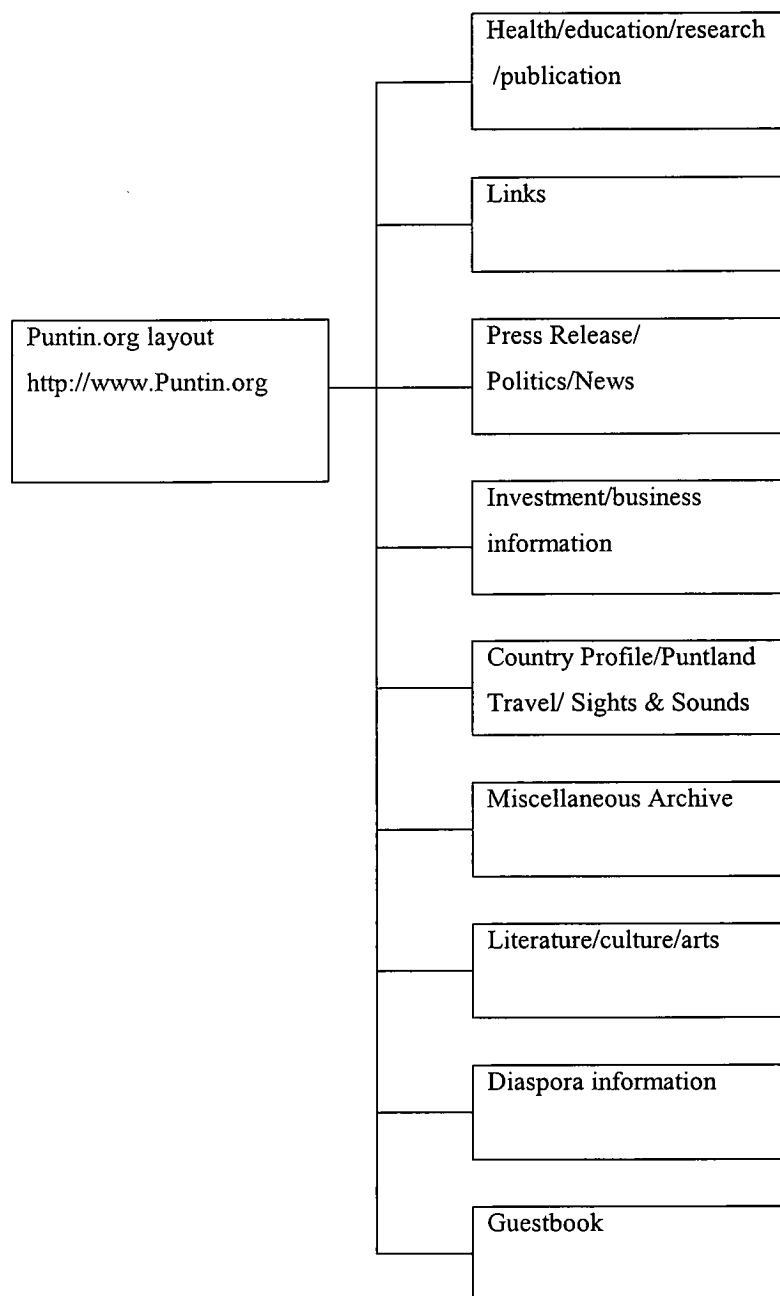 Health/education/research
/publication
Links
Puntin.org layout
http://www.Puntin.org
Press Release/
Politics/News
Investment/business
information
Country Profile/Puntland
Travel/ Sights & Sounds
Miscellaneous Archive
Literature/culture/arts
Diaspora information
Guestbook